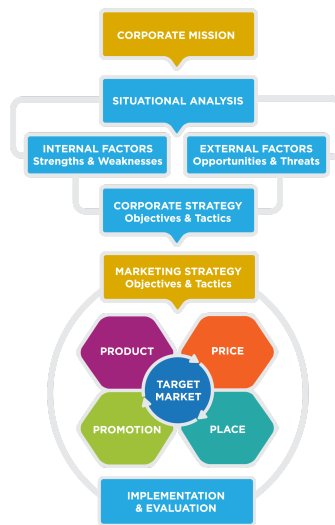 CORPORATE MISSION
SITUATIONAL ANALYSIS
INTERNAL FACTORS
Strengths & Weaknesses
EXTERNAL FACTORS
Opportunities & Threats
CORPORATE STRATEGY
Objectives & Tactics
MARKETING STRATEGY
Objectives & Tactics
PRODUCT
PRICE
TARGET
MARKET
PROMOTION
PLACE
IMPLEMENTATION
& EVALUATION